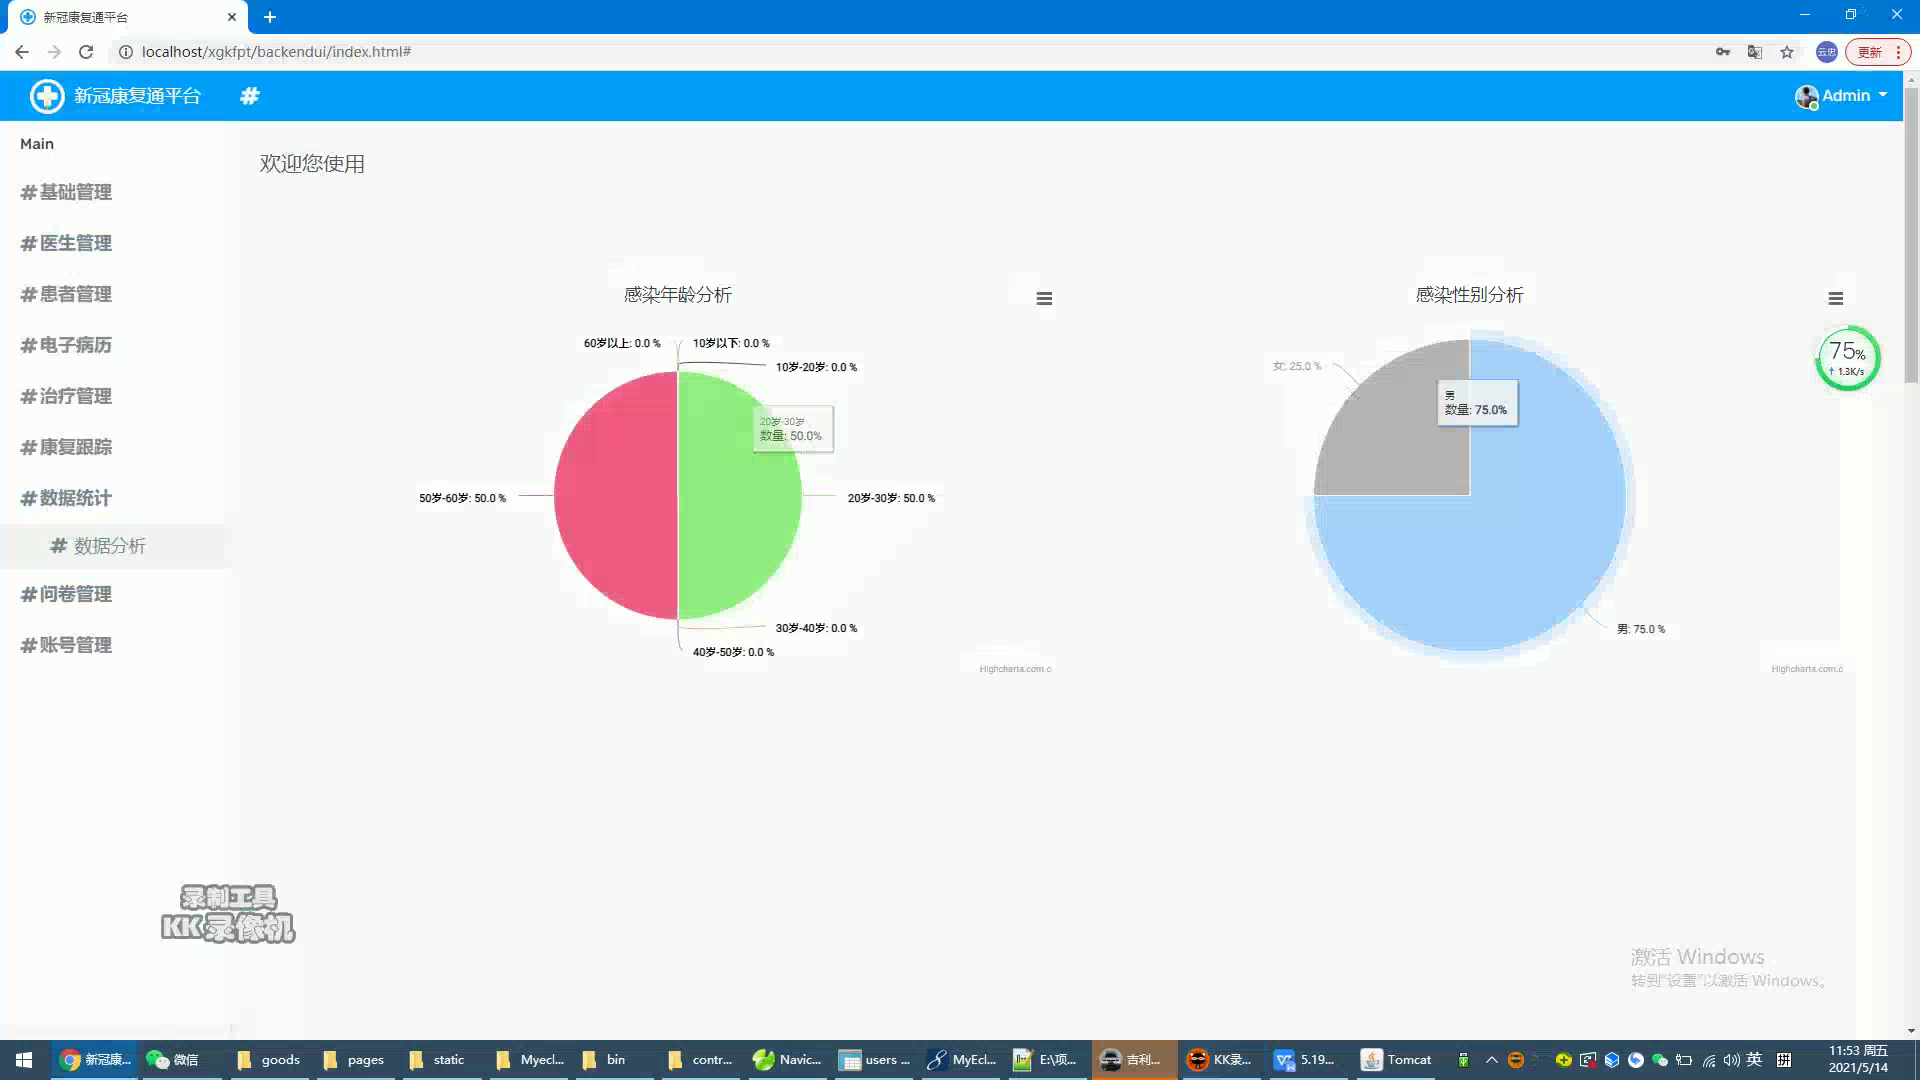 新冠康复通平台
localhost/xgkfpt/backendui/index.html#
云忠
更新
新冠康复通平台
#
Admin
Main
欢迎您使用
#基础管理
#医生管理
#患者管理
#电子病历
#治疗管理
#康复跟踪
#数据统计
# 数据分析
#问卷管理
#账号管理
感染年龄分析
60岁以上: 0.0 %
10岁以下: 0.0 %
10岁-20岁: 0.0 %
20岁-30岁
数量: 50.0%
50岁-60岁: 50.0 %
20岁-30岁: 50.0 %
30岁-40岁: 0.0 %
40岁-50岁: 0.0 %
Highcharts.com.c
感染性别分析
女: 25.0 %
男
数量: 75.0%
男: 75.0 %
Highcharts.com.c
75%
↑ 1.3K/s
录制工具
KK录像机
激活 Windows
转到"设置"以激活 Windows。
新冠康...
微信
goods
pages
static
Myecl...
bin
contr...
Navic...
users ...
MyEcl...
E:\项...
吉利...
KK录...
5.19...
Tomcat
英
拼
11:53 周五
2021/5/14